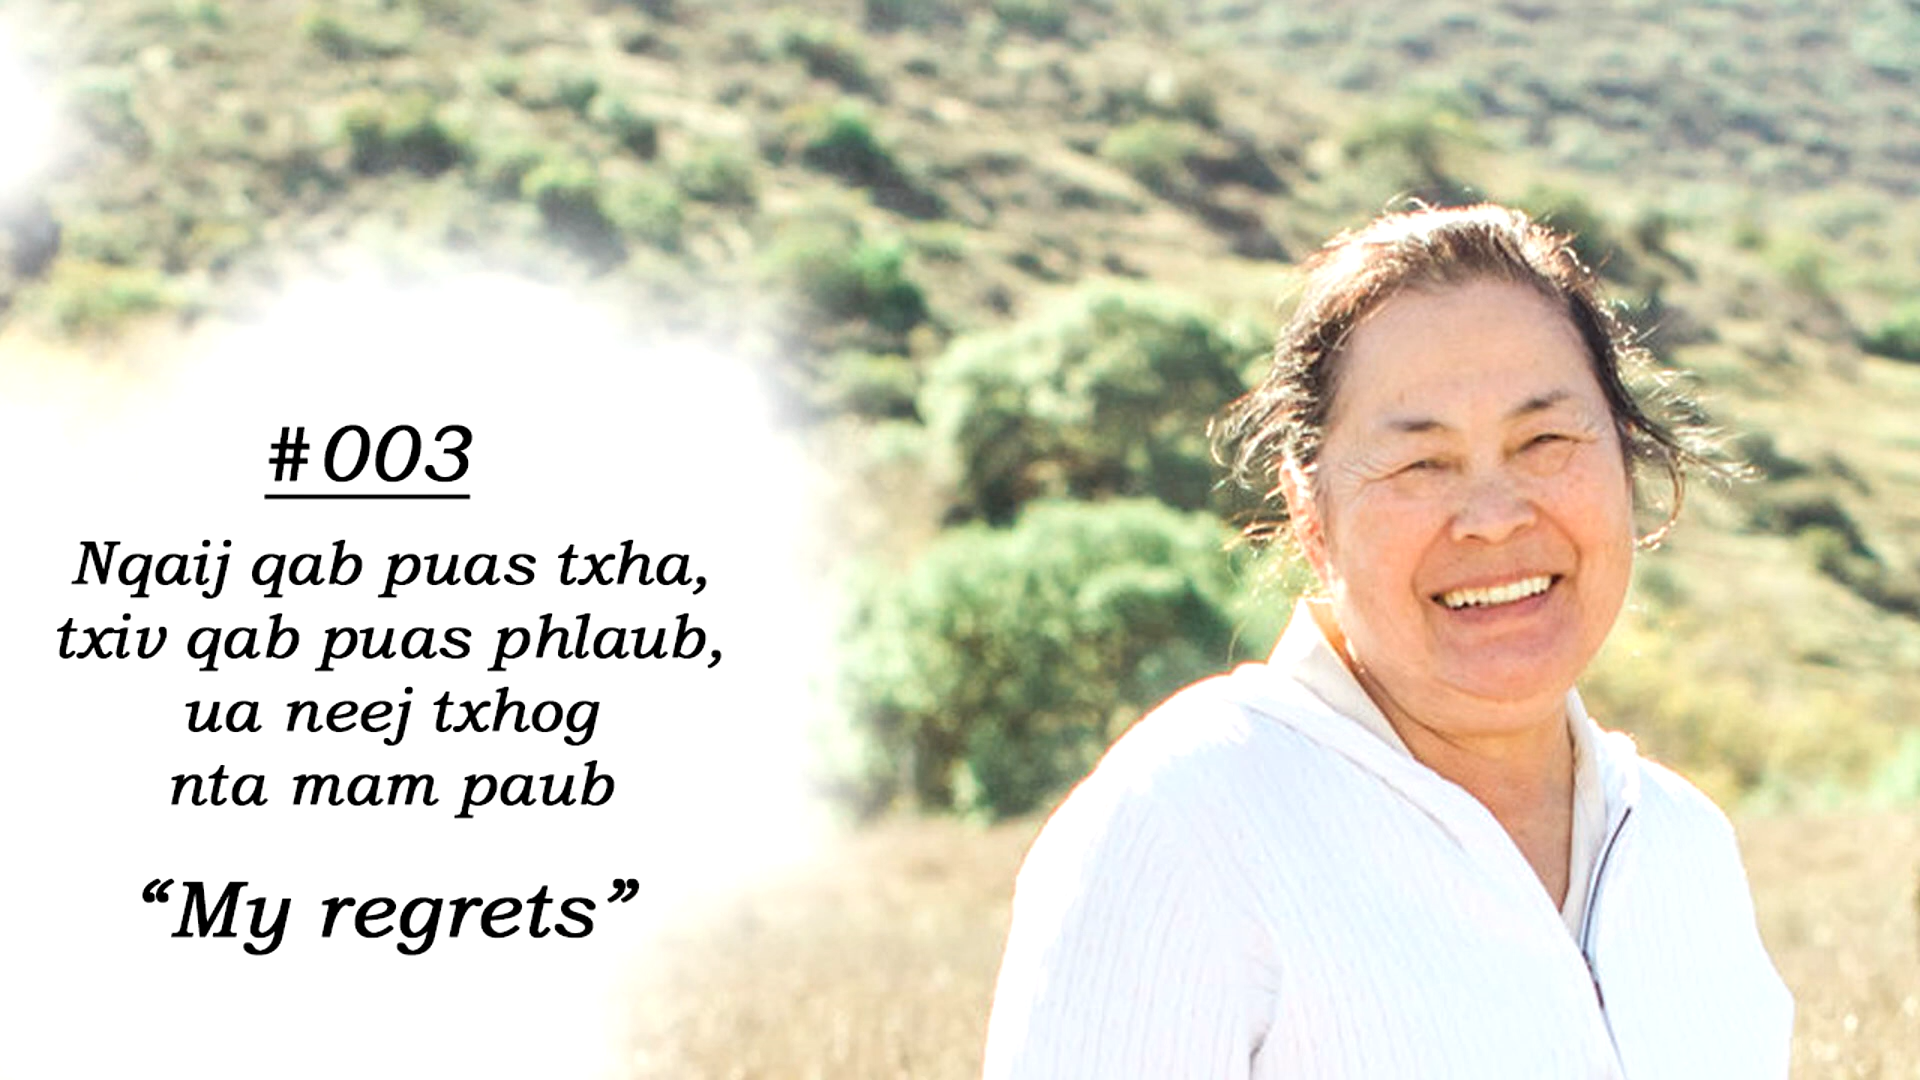 #003
Nqaij qab puas txha,
txiv qab puas phlaub,
ua neej txhog
nta mam paub
“My regrets”